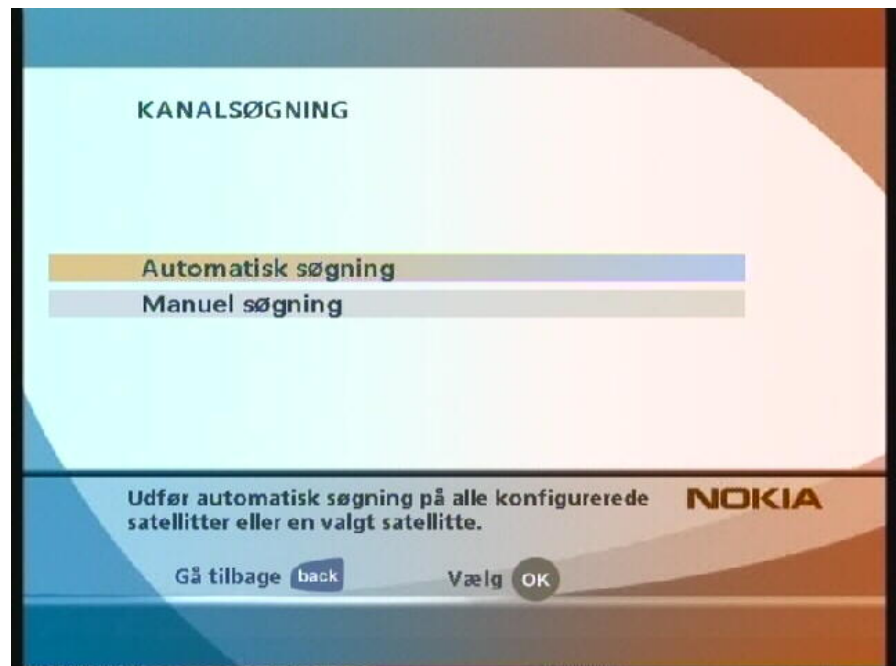 KANALSØGNING
Automatisk søgning
Manuel søgning
Udfør automatisk søgning på alle konfigurerede
satellitter eller en valgt satellitte.
NOKIA
Gå tilbage back Vælg OK